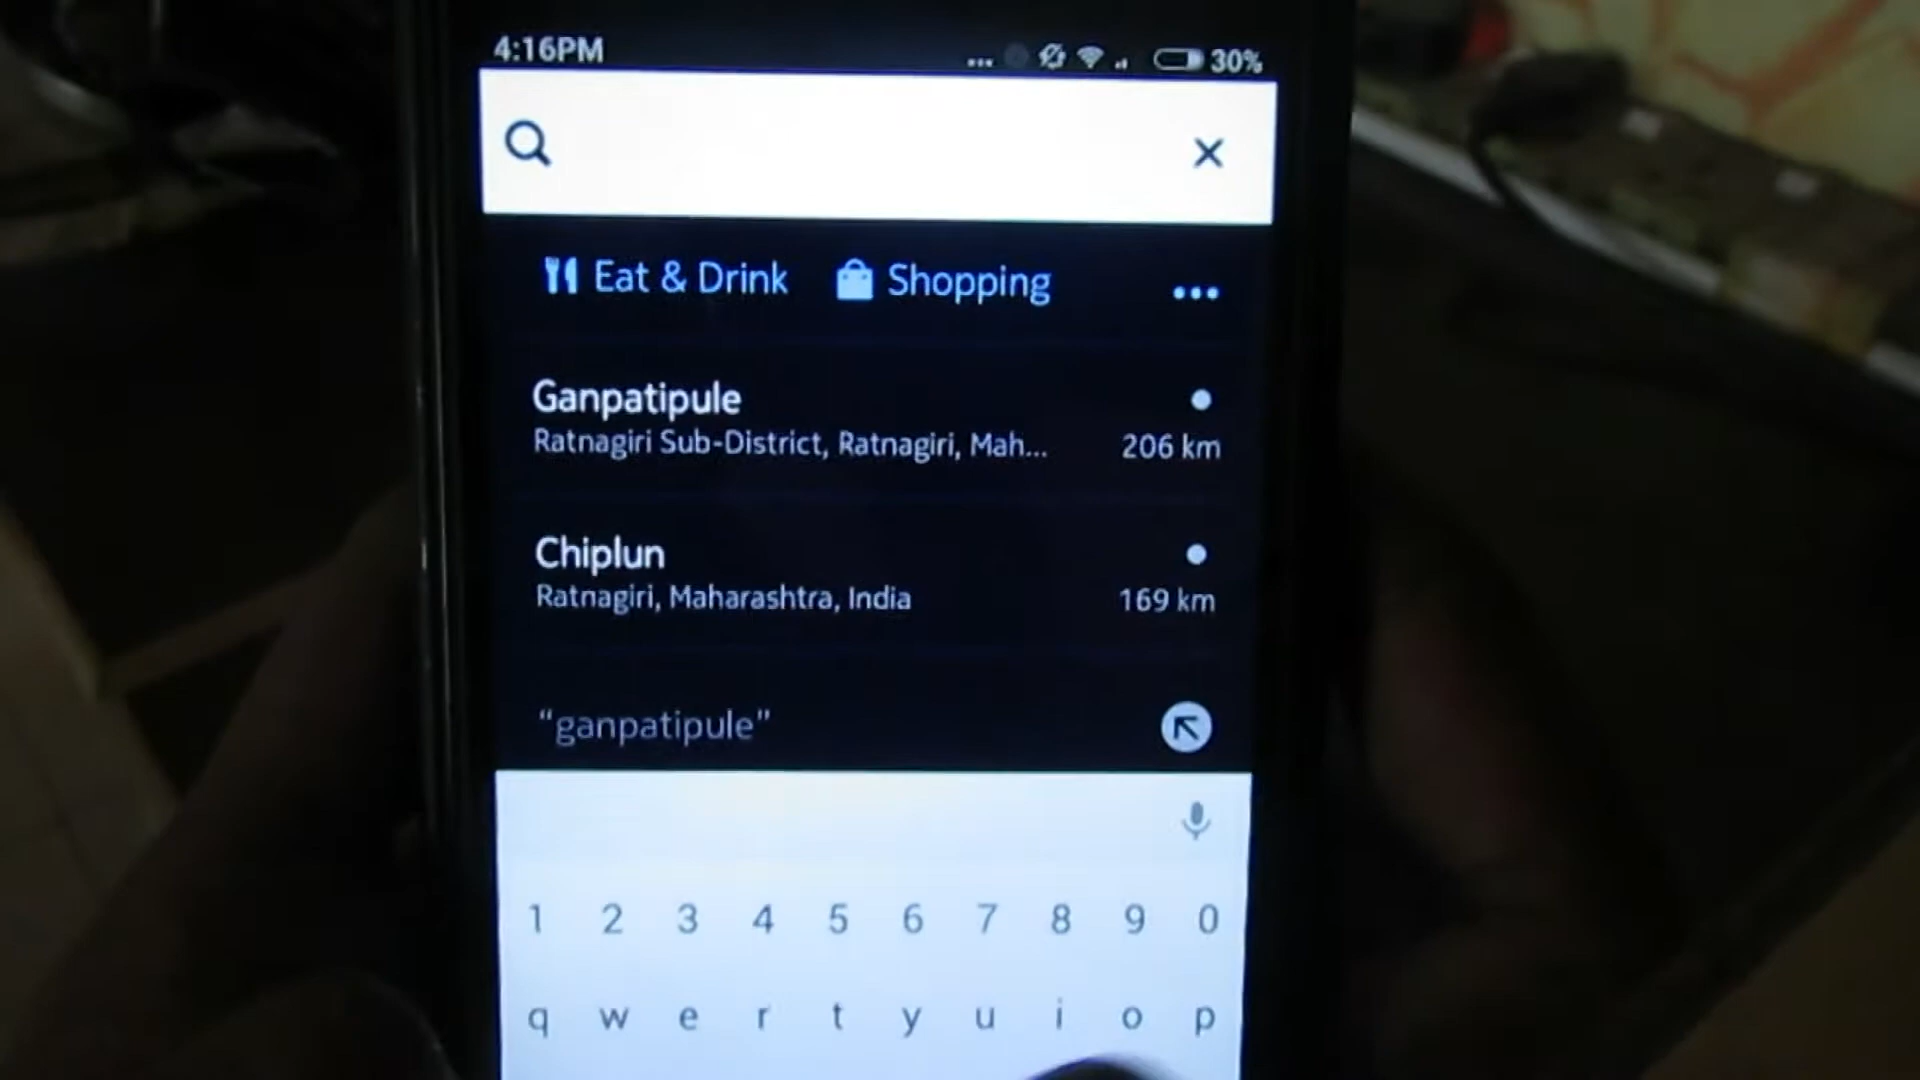 4:16PM 30%
Eat & Drink Shopping ...
Ganpatipule
Ratnagiri Sub-District, Ratnagiri, Mah... 206 km
Chiplun
Ratnagiri, Maharashtra, India 169 km
"ganpatipule"
1 2 3 4 5 6 7 8 9 0
q w e r t y u i o p